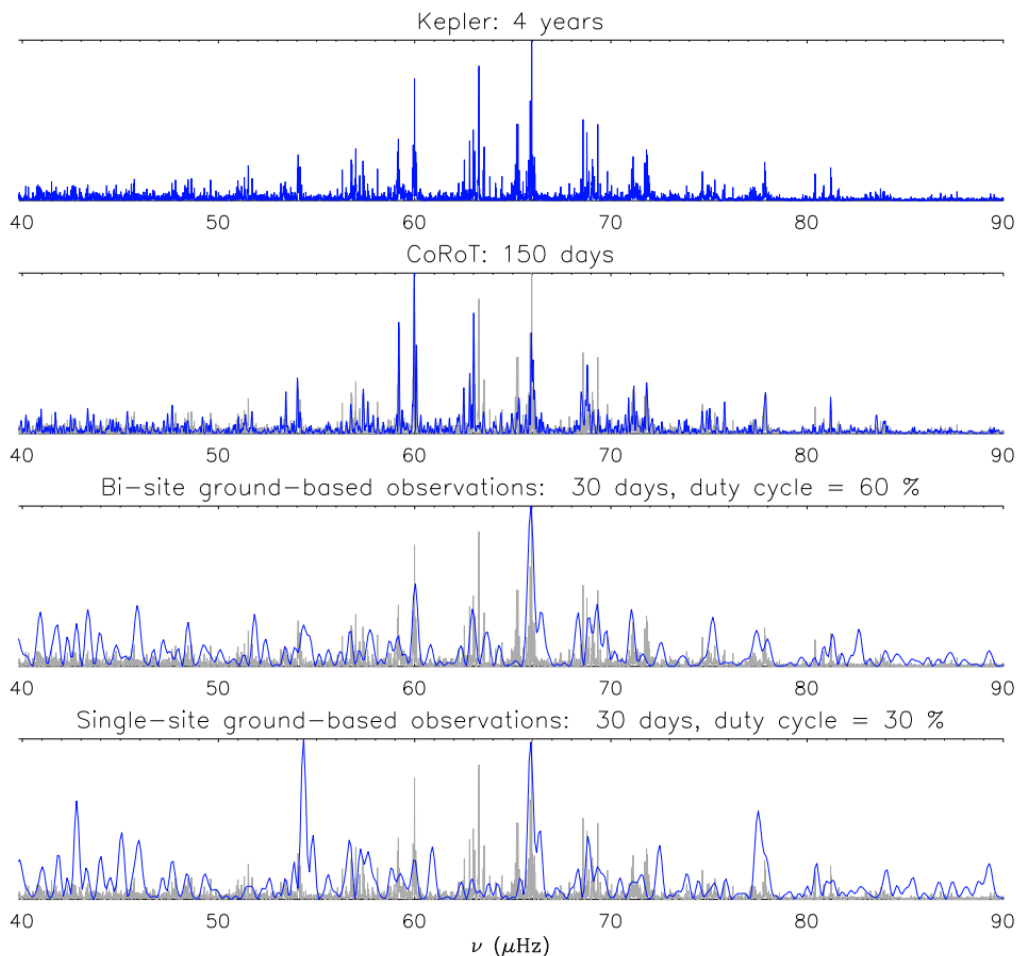 Kepler: 4 years
40 50 60 70 80 90
CoRoT: 150 days
40 50 60 70 80 90
Bi-site ground-based observations: 30 days, duty cycle = 60 %
40 50 60 70 80 90
Single-site ground-based observations: 30 days, duty cycle = 30 %
40 50 60 70 80 90
ν (μHz)